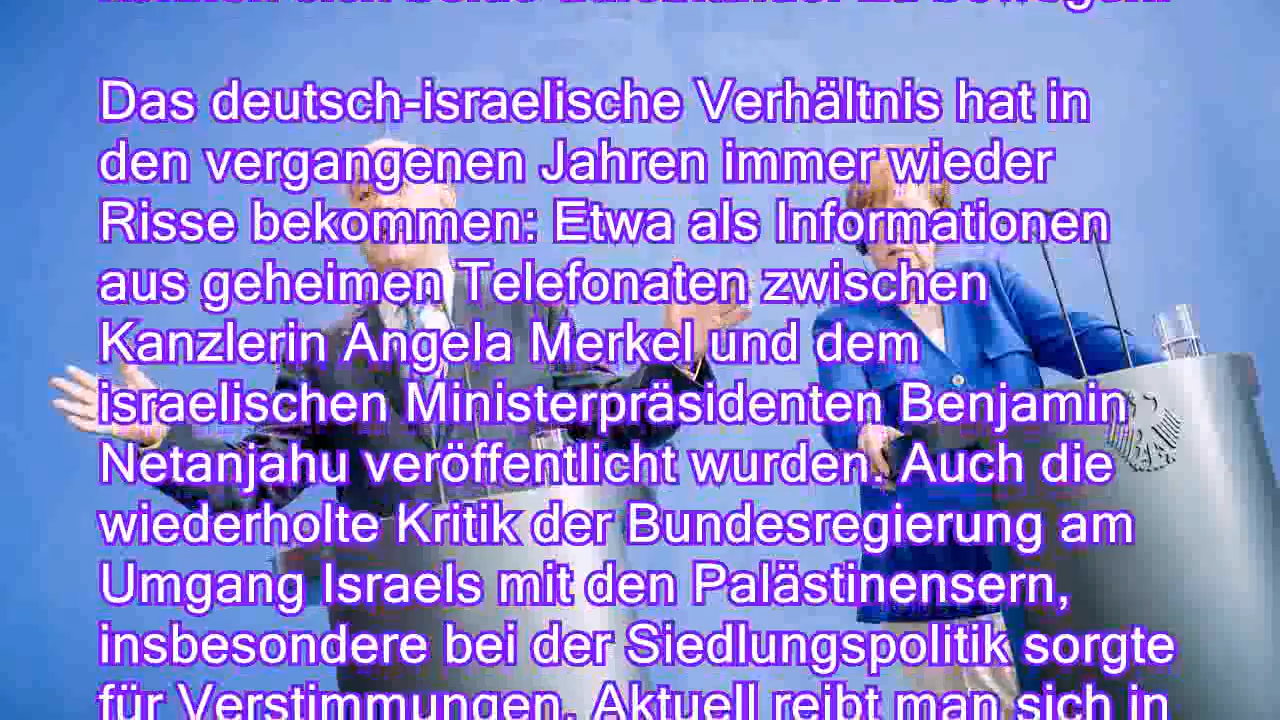 Das deutsch-israelische Verhältnis hat in
den vergangenen Jahren immer wieder
Risse bekommen: Etwa als Informationen
aus geheimen Telefonaten zwischen
Kanzlerin Angela Merkel und dem
israelischen Ministerpräsidenten Benjamin
Netanjahu veröffentlicht wurden. Auch die
wiederholte Kritik der Bundesregierung am
Umgang Israels mit den Palästinensern,
insbesondere bei der Siedlungspolitik sorgte
für Verstimmungen. Aktuell reibt man sich in